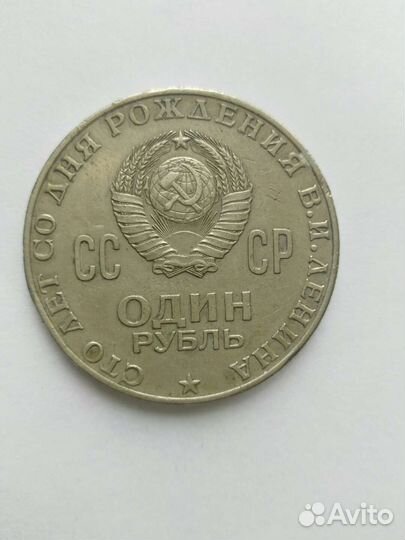 СТО ЛЕТ СО ДНЯ РОЖДЕНИЯ В.И.ЛЕНИНА
СС СР
ОДИН
РУБЛЬ
Avito